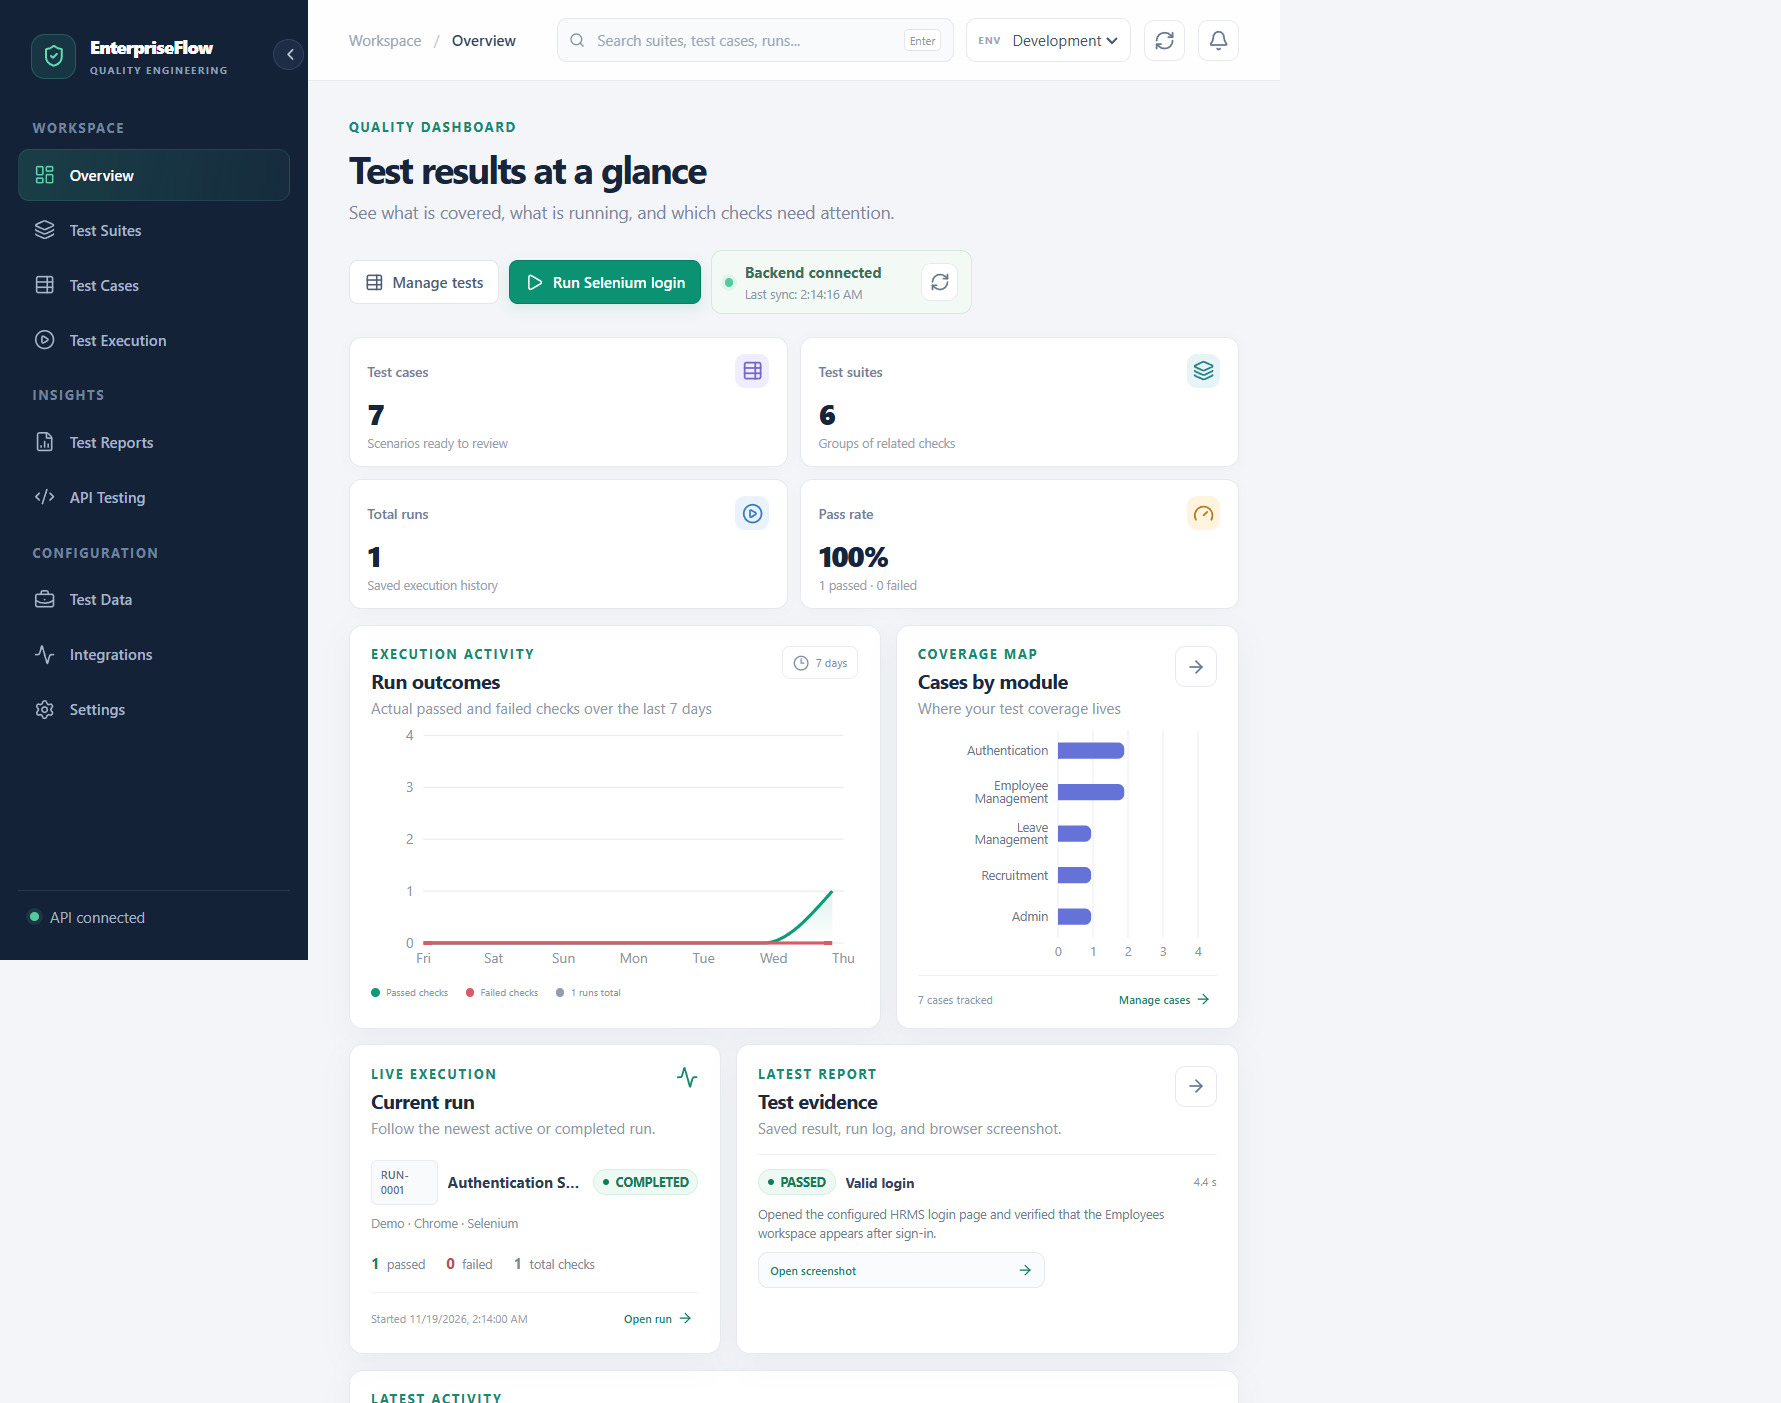 EnterpriseFlow
QUALITY ENGINEERING
WORKSPACE
Overview
Test Suites
Test Cases
Test Execution
INSIGHTS
Test Reports
API Testing
CONFIGURATION
Test Data
Integrations
Settings
API connected
Workspace / Overview
Search suites, test cases, runs...
Enter
ENV Development
QUALITY DASHBOARD
Test results at a glance
See what is covered, what is running, and which checks need attention.
Manage tests
Run Selenium login
Backend connected
Last sync: 2:14:16 AM
Test cases
7
Scenarios ready to review
Test suites
6
Groups of related checks
Total runs
1
Saved execution history
Pass rate
100%
1 passed · 0 failed
EXECUTION ACTIVITY
Run outcomes
Actual passed and failed checks over the last 7 days
7 days
4
3
2
1
0
Fri Sat Sun Mon Tue Wed Thu
Passed checks Failed checks 1 runs total
COVERAGE MAP
Cases by module
Where your test coverage lives
Authentication
Employee
Management
Leave
Management
Recruitment
Admin
0 1 2 3 4
7 cases tracked
Manage cases
LIVE EXECUTION
Current run
Follow the newest active or completed run.
RUN-
0001
Authentication S...
COMPLETED
Demo · Chrome · Selenium
1 passed 0 failed 1 total checks
Started 11/19/2026, 2:14:00 AM
Open run
LATEST REPORT
Test evidence
Saved result, run log, and browser screenshot.
PASSED
Valid login
4.4 s
Opened the configured HRMS login page and verified that the Employees
workspace appears after sign-in.
Open screenshot
LATEST ACTIVITY